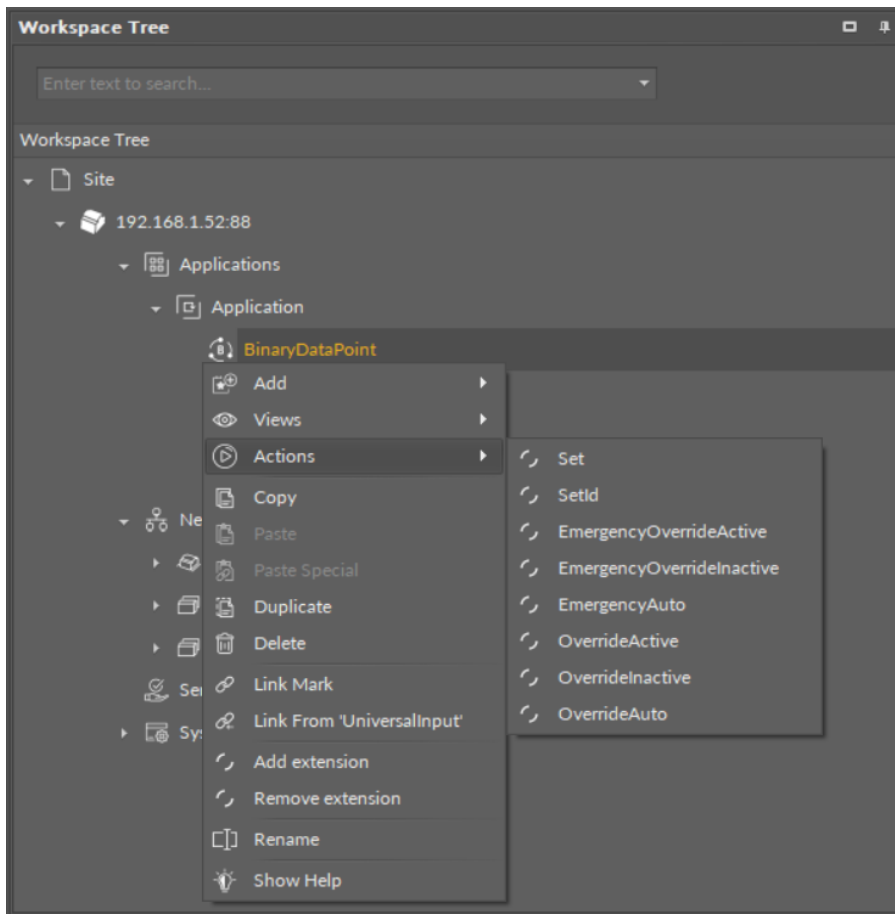 Workspace Tree
Enter text to search...
Workspace Tree
Site
192.168.1.52:88
Applications
Application
BinaryDataPoint
Add
Views
Actions
Copy
Paste
Paste Special
Duplicate
Delete
Link Mark
Link From 'UniversalInput'
Add extension
Remove extension
Rename
Show Help
Set
SetId
EmergencyOverrideActive
EmergencyOverrideInactive
EmergencyAuto
OverrideActive
OverrideInactive
OverrideAuto
Ne
Ser
Sys